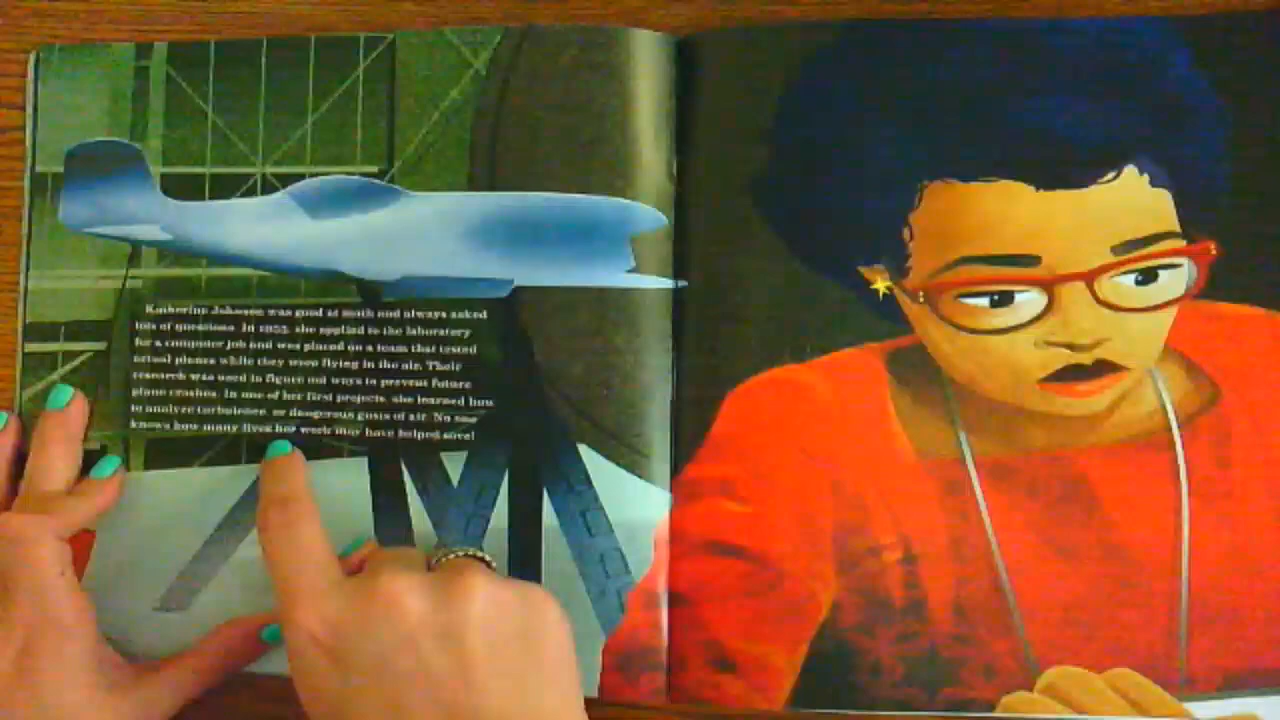 Katherine Johnson was good at math and always asked
lots of questions. In 1953, she applied to the laboratory
for a computer job and was placed on a team that tested
actual planes while they were flying in the air. Their
research was used to figure out ways to prevent future
plane crashes. In one of her first projects, she learned how
to analyze turbulence, or dangerous gusts of air. No one
knows how many lives her work may have helped save!